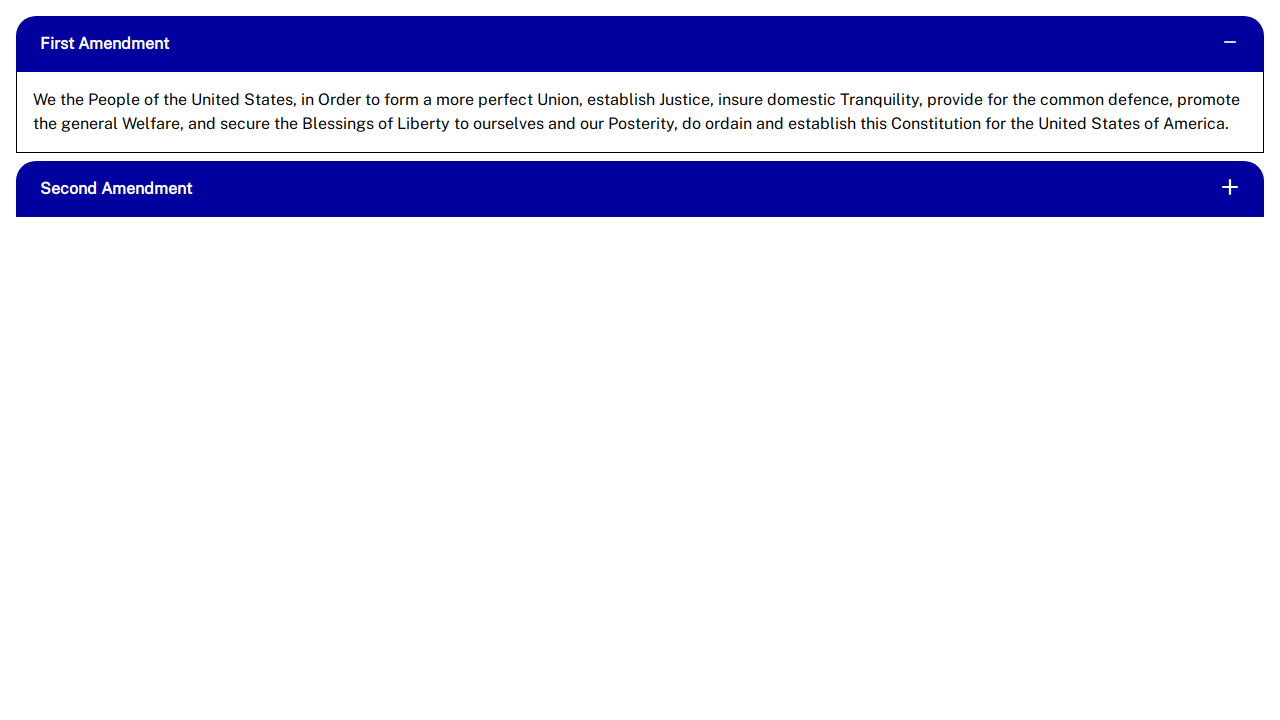 First Amendment
We the People of the United States, in Order to form a more perfect Union, establish Justice, insure domestic Tranquility, provide for the common defence, promote
the general Welfare, and secure the Blessings of Liberty to ourselves and our Posterity, do ordain and establish this Constitution for the United States of America.
Second Amendment